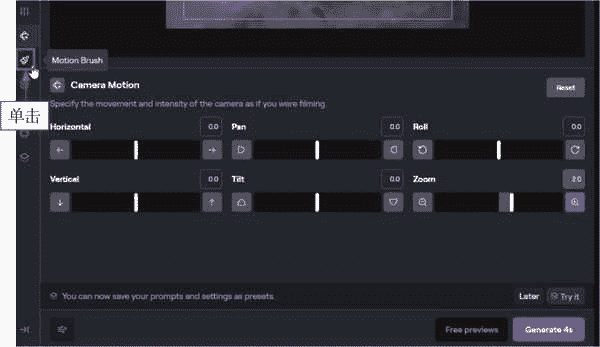 Motion Brush
Camera Motion
Reset
Specify the movement and intensity of the camera as if you were filming.
单击
Horizontal 0.0 Pan 0.0 Roll 0.0
Vertical 0.0 Tilt 0.0 Zoom 2.0
You can now save your prompts and settings as presets. Later Try it
Free previews Generate 4s